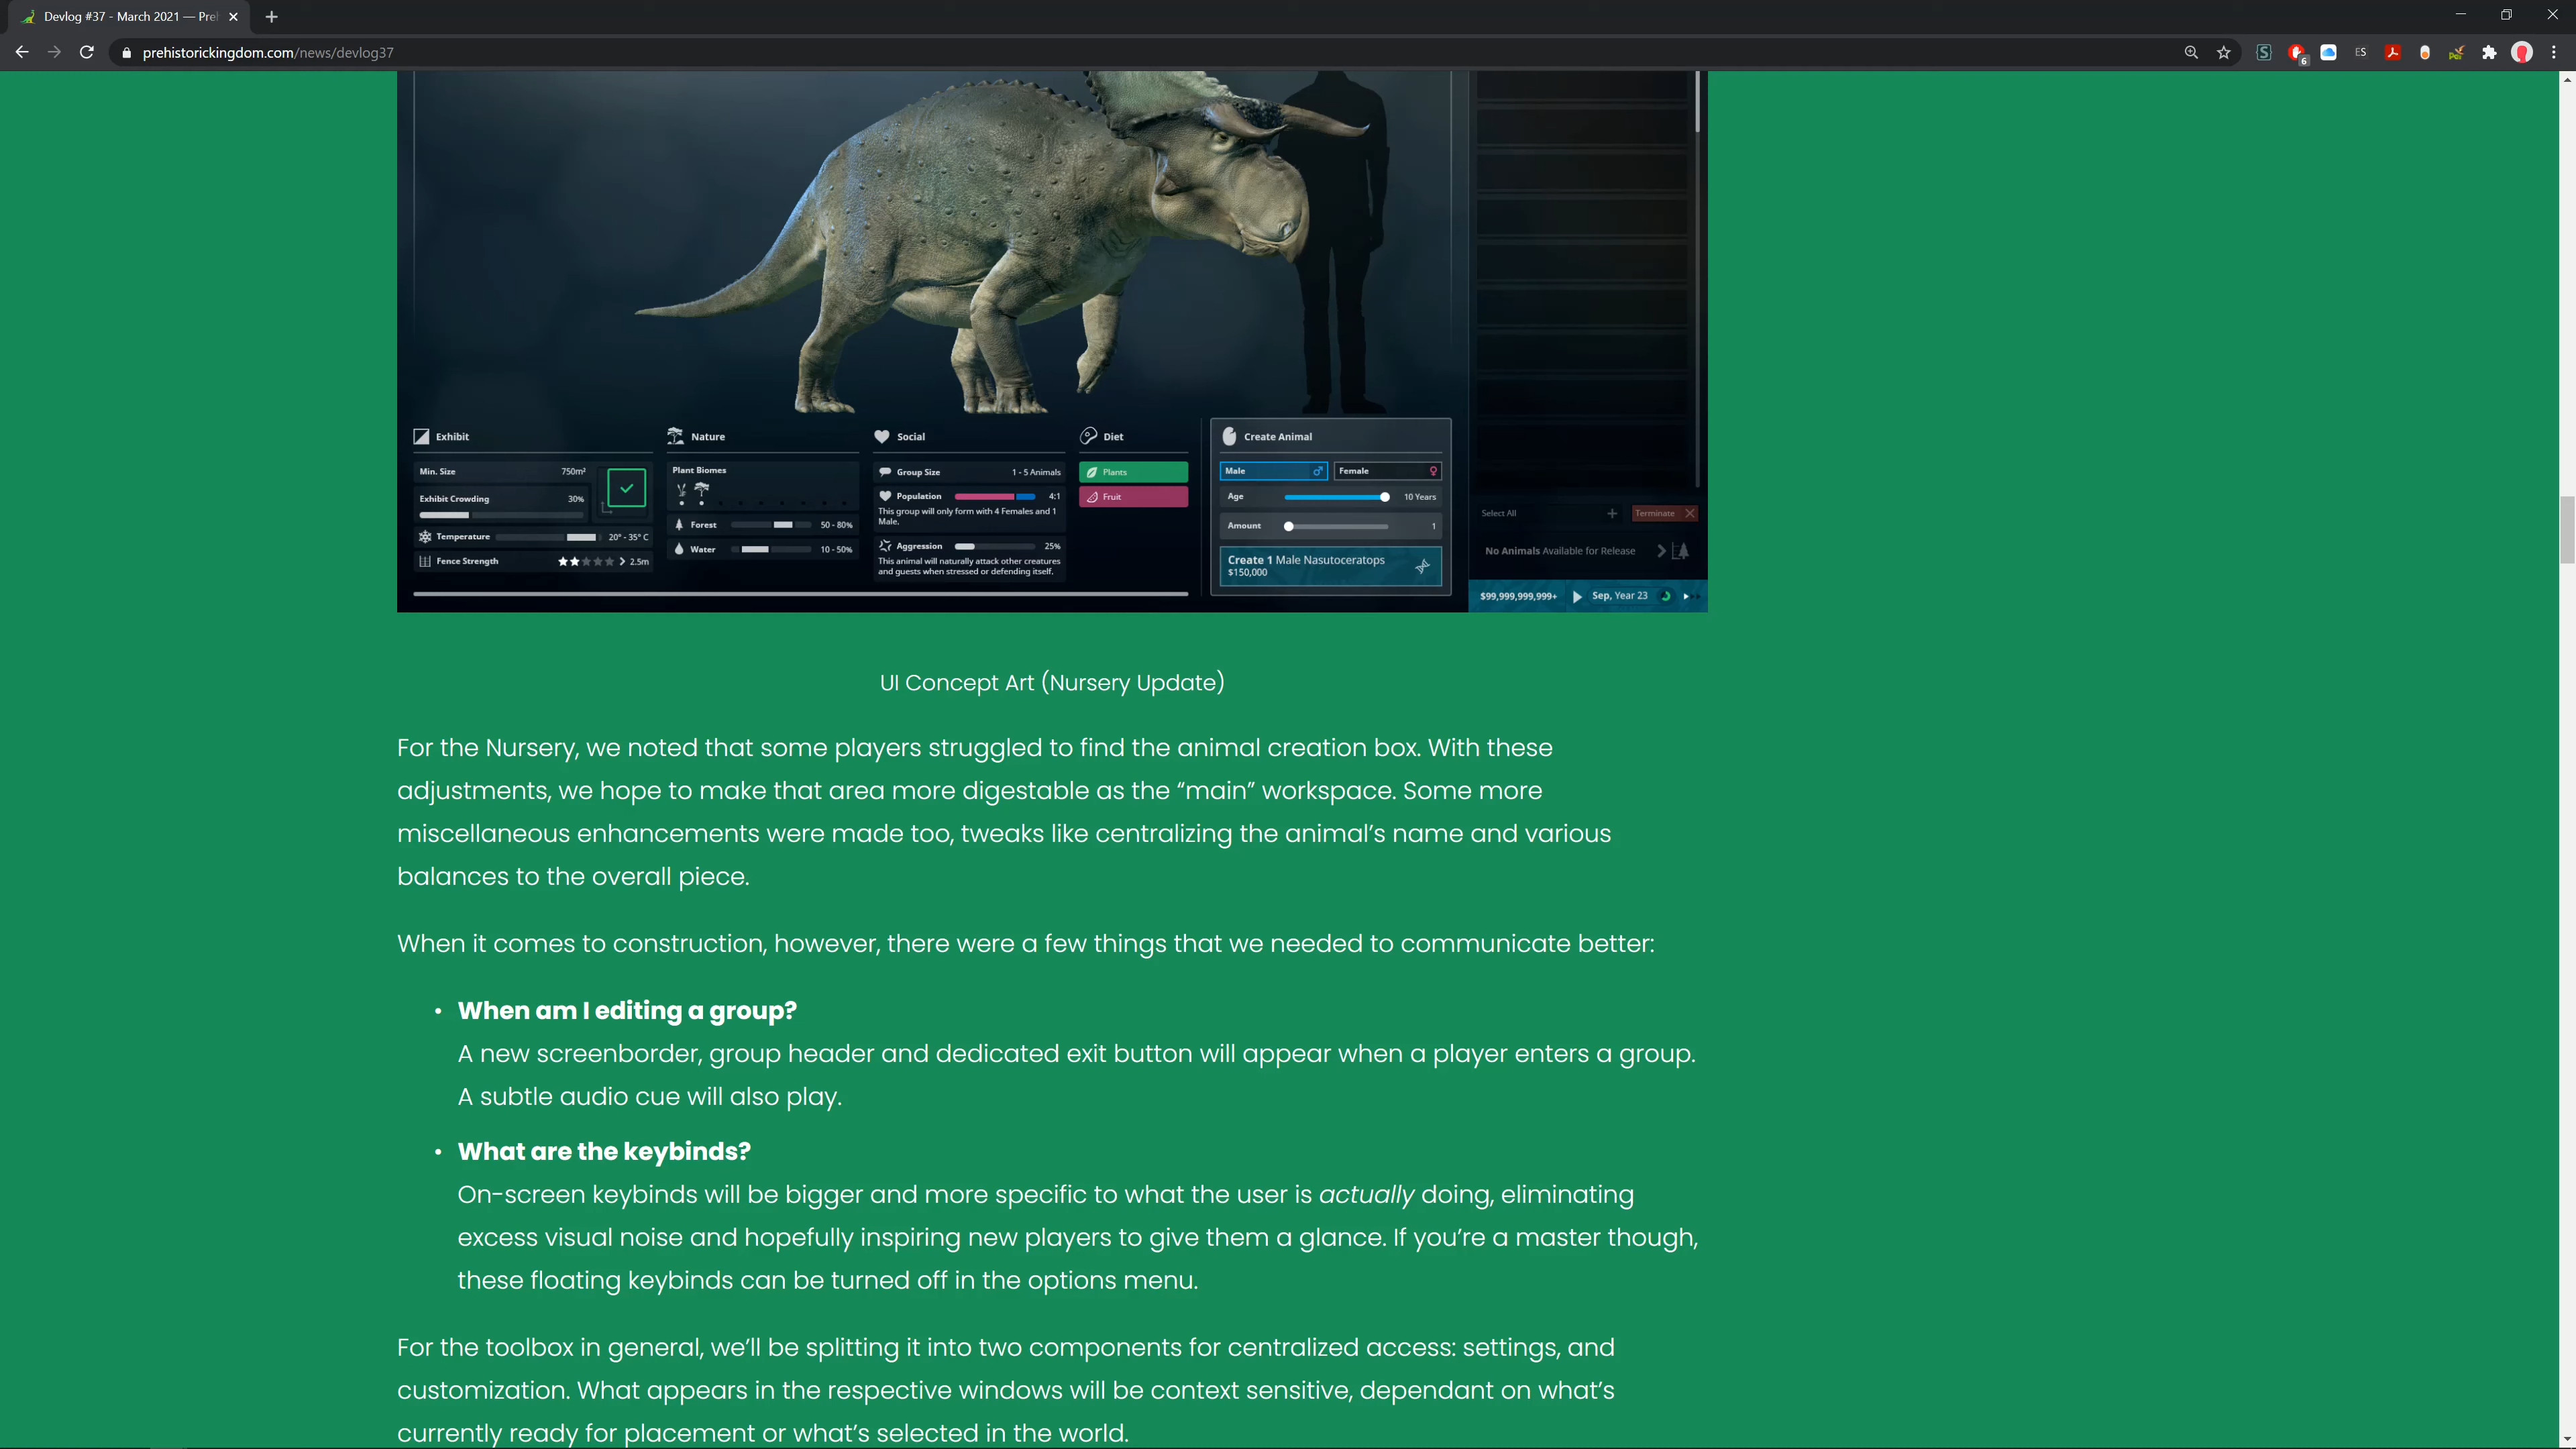 Devlog #37 - March 2021 — Preh
prehistorickingdom.com/news/devlog37
6
ES
Exhibit
Min. Size 750m²
Exhibit Crowding 30%
Temperature 20° - 35° C
Fence Strength 2.5m
Nature
Plant Biomes
Forest 50 - 80%
Water 10 - 50%
Social
Group Size 1 - 5 Animals
Population 4:1
This group will only form with 4 Females and 1
Male.
Aggression 25%
This animal will naturally attack other creatures
and guests when stressed or defending itself.
Diet
Plants
Fruit
Create Animal
Male Female
Age 10 Years
Amount 1
Create 1 Male Nasutoceratops
$150,000
Select All Terminate
No Animals Available for Release
$99,999,999,999+ Sep, Year 23
UI Concept Art (Nursery Update)
For the Nursery, we noted that some players struggled to find the animal creation box. With these
adjustments, we hope to make that area more digestable as the “main” workspace. Some more
miscellaneous enhancements were made too, tweaks like centralizing the animal’s name and various
balances to the overall piece.
When it comes to construction, however, there were a few things that we needed to communicate better:
• When am I editing a group?
A new screenborder, group header and dedicated exit button will appear when a player enters a group.
A subtle audio cue will also play.
• What are the keybinds?
On-screen keybinds will be bigger and more specific to what the user is actually doing, eliminating
excess visual noise and hopefully inspiring new players to give them a glance. If you’re a master though,
these floating keybinds can be turned off in the options menu.
For the toolbox in general, we’ll be splitting it into two components for centralized access: settings, and
customization. What appears in the respective windows will be context sensitive, dependant on what’s
currently ready for placement or what’s selected in the world.